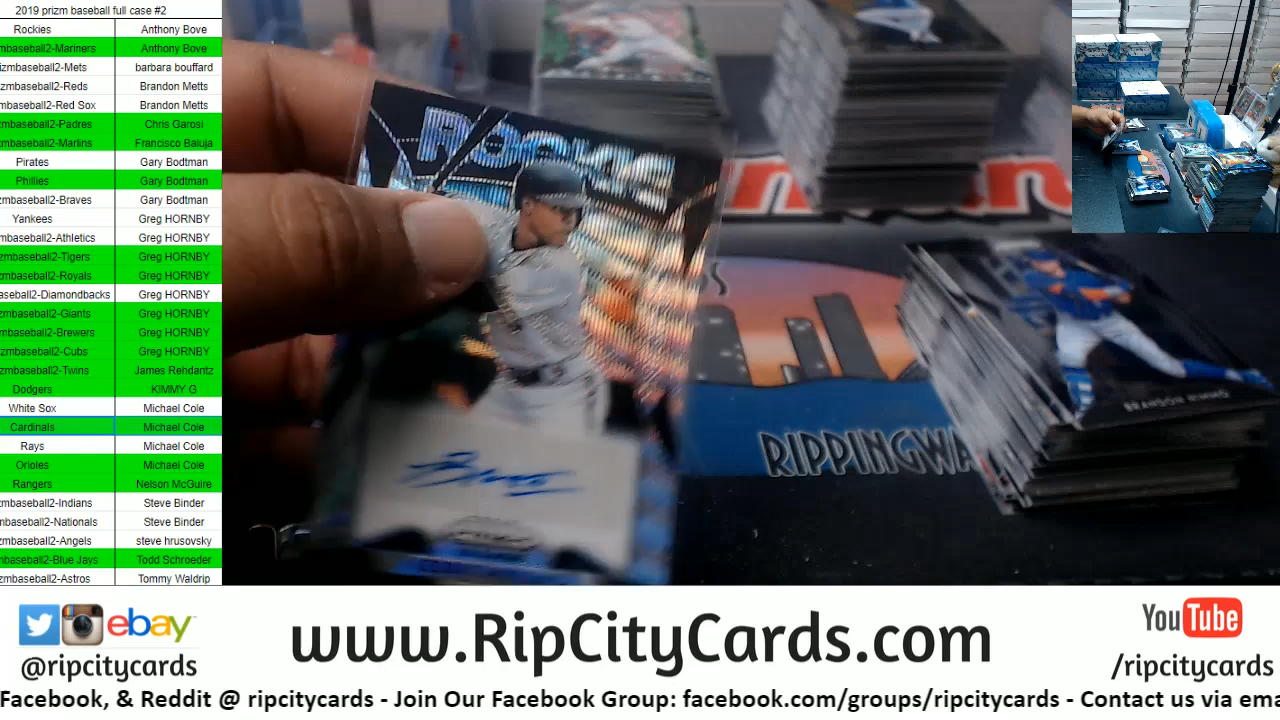 2019 prizm baseball full case #2
Rockies Anthony Bove
mbaseball2-Mariners Anthony Bove
izmbaseball2-Mets barbara bouffard
zmbaseball2-Reds Brandon Metts
mbaseball2-Red Sox Brandon Metts
mbaseball2-Padres Chris Garosi
mbaseball2-Marlins Francisco Baluja
Pirates Gary Bodtman
Phillies Gary Bodtman
zmbaseball2-Braves Gary Bodtman
Yankees Greg HORNBY
mbaseball2-Athletics Greg HORNBY
mbaseball2-Tigers Greg HORNBY
mbaseball2-Royals Greg HORNBY
aseball2-Diamondbacks Greg HORNBY
mbaseball2-Giants Greg HORNBY
mbaseball2-Brewers Greg HORNBY
mbaseball2-Cubs Greg HORNBY
mbaseball2-Twins James Rehdantz
Dodgers KIMMY G
White Sox Michael Cole
Cardinals Michael Cole
Rays Michael Cole
Orioles Michael Cole
Rangers Nelson McGuire
zmbaseball2-Indians Steve Binder
mbaseball2-Nationals Steve Binder
zmbaseball2-Angels steve hrusovsky
mbaseball2-Blue Jays Todd Schroeder
zmbaseball2-Astros Tommy Waldrip
ROOKIE
RIPPINGWA
ebay
@ripcitycards
www.RipCityCards.com
YouTube
/ripcitycards
Facebook, & Reddit @ ripcitycards - Join Our Facebook Group: facebook.com/groups/ripcitycards - Contact us via ema